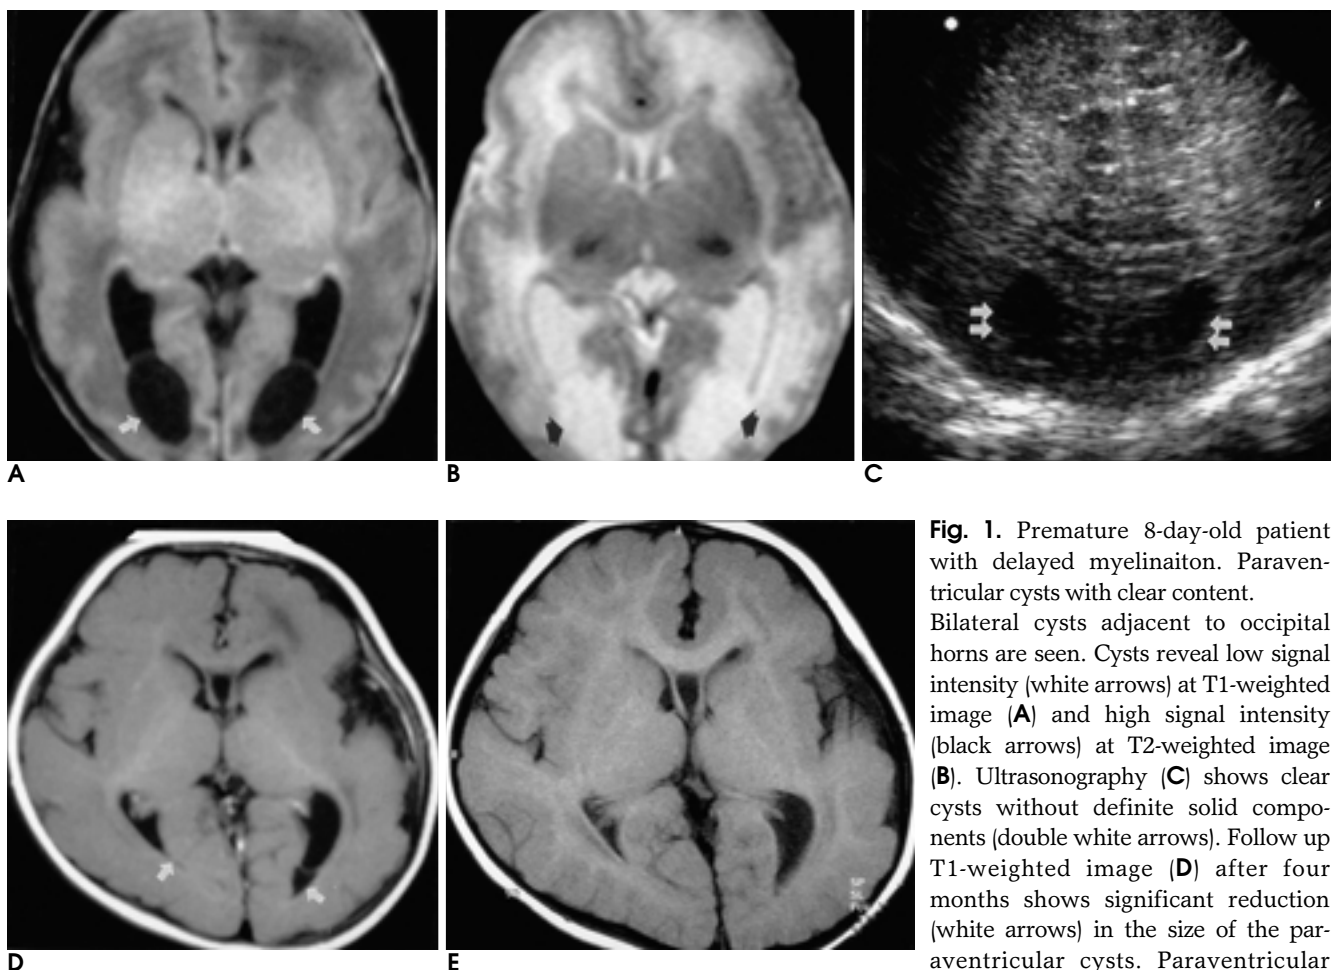 A
B
C
Fig. 1. Premature 8-day-old patient
with delayed myelinaiton. Paraven-
tricular cysts with clear content.
Bilateral cysts adjacent to occipital
horns are seen. Cysts reveal low signal
intensity (white arrows) at T1-weighted
image (A) and high signal intensity
(black arrows) at T2-weighted image
(B). Ultrasonography (C) shows clear
cysts without definite solid compo-
nents (double white arrows). Follow up
T1-weighted image (D) after four
months shows significant reduction
(white arrows) in the size of the par-
aventricular cysts. Paraventricular
D
E